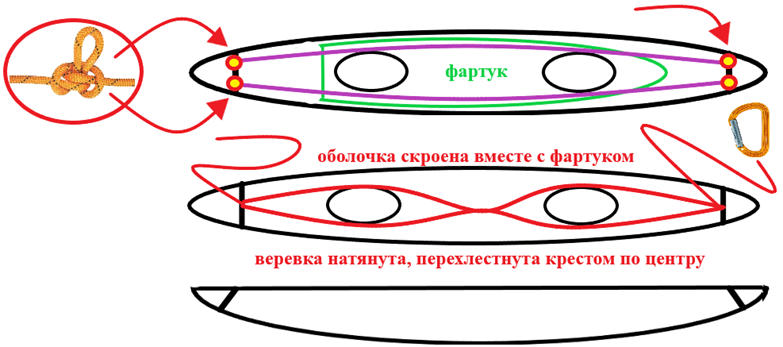 фартук
оболочка скроена вместе с фартуком
веревка натянута, перехлестнута крестом по центру